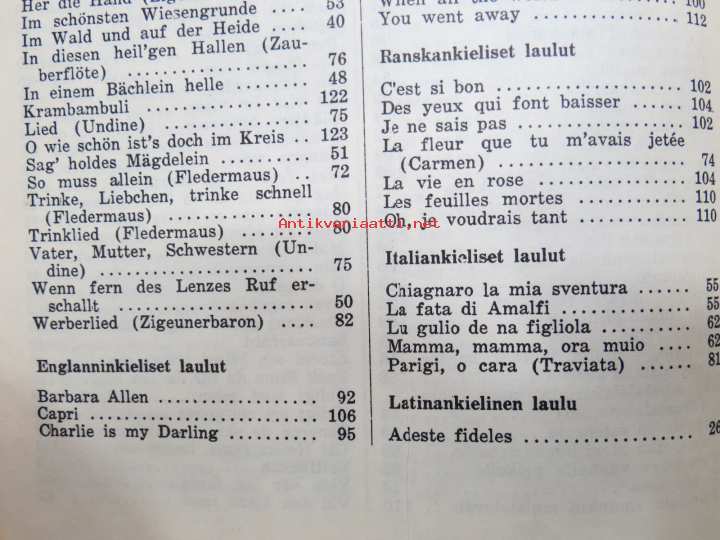 Her die Hand
Im schönsten Wiesengrunde .... 53
Im Wald und auf der Heide .... 40
In diesen heil'gen Hallen (Zau-
berflöte) .................... 76
In einem Bächlein helle ........ 48
Krambambuli .................. 122
Lied (Undine) ................. 75
O wie schön ist's doch im Kreis .. 123
Sag' holdes Mägdelein .......... 51
So muss allein (Fledermaus) .. 72
Trinke, Liebchen, trinke schnell
(Fledermaus) ................ 80
Trinklied (Fledermaus) ........ 80
Vater, Mutter, Schwestern (Un-
dine) ........................ 75
Wenn fern des Lenzes Ruf er-
schallt ...................... 50
Werberlied (Zigeunerbaron) .... 82
Englanninkieliset laulut
Barbara Allen .................. 92
Capri .......................... 106
Charlie is my Darling .......... 95
When all the 100
You went away ............... 112
Ranskankieliset laulut
C'est si bon ................... 102
Des yeux qui font baisser ...... 104
Je ne sais pas ................. 102
La fleur que tu m'avais jetée
(Carmen) .................... 74
La vie en rose ................. 104
Les feuilles mortes ............ 110
Oh, je voudrais tant ........... 110
Italiankieliset laulut
Chiagnaro la mia sventura ...... 55
La fata di Amalfi .............. 55
Lu gulio de na figliola ......... 62
Mamma, mamma, ora muio .... 62
Parigi, o cara (Traviata) ...... 81
Latinankielinen laulu
Adeste fideles .................. 26
Antikvariaatti.net